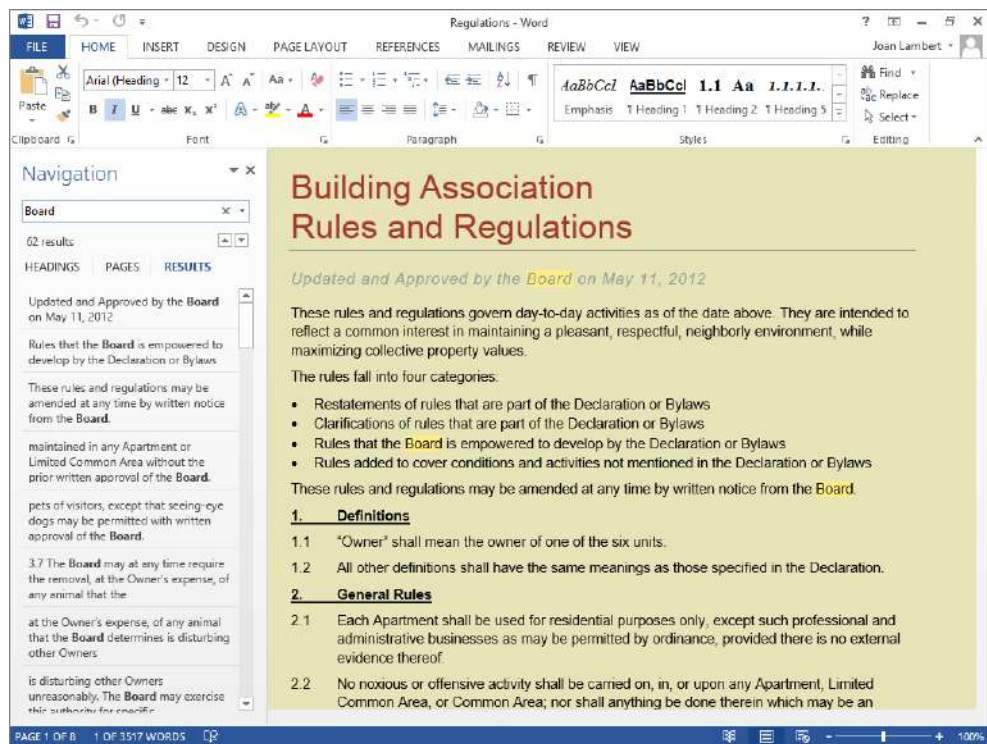 Regulations - Word
FILE HOME INSERT DESIGN PAGE LAYOUT REFERENCES MAILINGS REVIEW VIEW Joan Lambert
Arial (Heading 12 A A Aa
Find
Paste
B I U abc X₂ X² A A
AaBbCcI AaBbCcI 1.1 Aa 1.1.1.1.
Replace
Emphasis ¶ Heading 1 ¶ Heading 2 ¶ Heading 5
Select
Clipboard Font Paragraph Styles Editing
Navigation
Board
62 results
HEADINGS PAGES RESULTS
Updated and Approved by the Board
on May 11, 2012
Rules that the Board is empowered to
develop by the Declaration or Bylaws
These rules and regulations may be
amended at any time by written notice
from the Board.
maintained in any Apartment or
Limited Common Area without the
prior written approval of the Board.
pets of visitors, except that seeing-eye
dogs may be permitted with written
approval of the Board.
3.7 The Board may at any time require
the removal, at the Owner's expense, of
any animal that the
at the Owner's expense, of any animal
that the Board determines is disturbing
other Owners
is disturbing other Owners
unreasonably. The Board may exercise
this authority for specific
Building Association
Rules and Regulations
Updated and Approved by the Board on May 11, 2012
These rules and regulations govern day-to-day activities as of the date above. They are intended to
reflect a common interest in maintaining a pleasant, respectful, neighborly environment, while
maximizing collective property values.
The rules fall into four categories:
• Restatements of rules that are part of the Declaration or Bylaws
• Clarifications of rules that are part of the Declaration or Bylaws
• Rules that the Board is empowered to develop by the Declaration or Bylaws
• Rules added to cover conditions and activities not mentioned in the Declaration or Bylaws
These rules and regulations may be amended at any time by written notice from the Board.
1. Definitions
1.1 “Owner” shall mean the owner of one of the six units.
1.2 All other definitions shall have the same meanings as those specified in the Declaration.
2. General Rules
2.1 Each Apartment shall be used for residential purposes only, except such professional and
administrative businesses as may be permitted by ordinance, provided there is no external
evidence thereof.
2.2 No noxious or offensive activity shall be carried on, in, or upon any Apartment, Limited
Common Area, or Common Area; nor shall anything be done therein which may be an
PAGE 1 OF 8 1 OF 3517 WORDS 100%